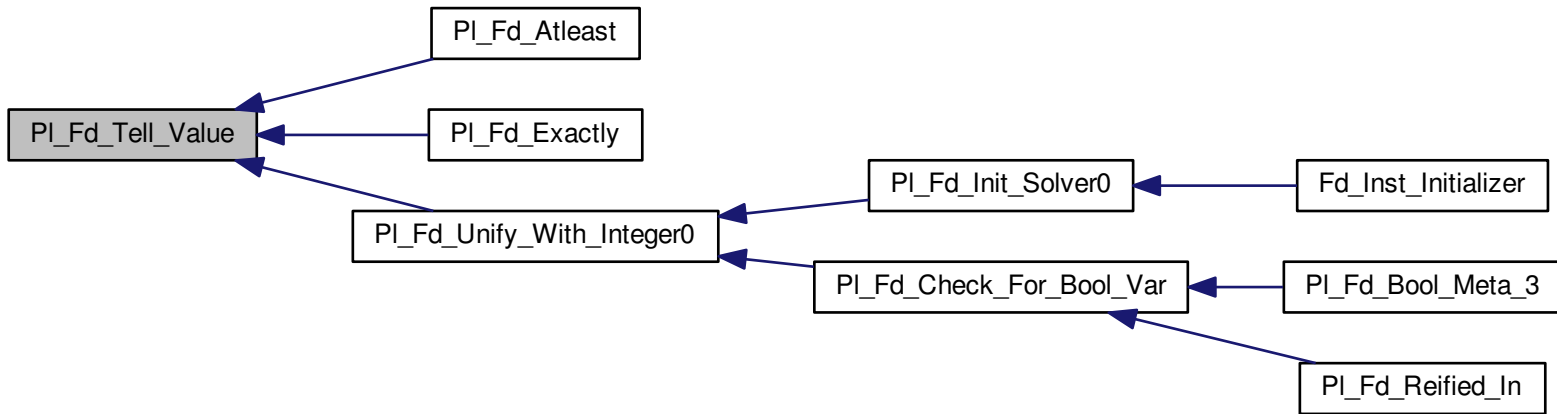 Pl_Fd_Atleast
Pl_Fd_Tell_Value
Pl_Fd_Exactly
Pl_Fd_Init_Solver0
Fd_Inst_Initializer
Pl_Fd_Unify_With_Integer0
Pl_Fd_Check_For_Bool_Var
Pl_Fd_Bool_Meta_3
Pl_Fd_Reified_In